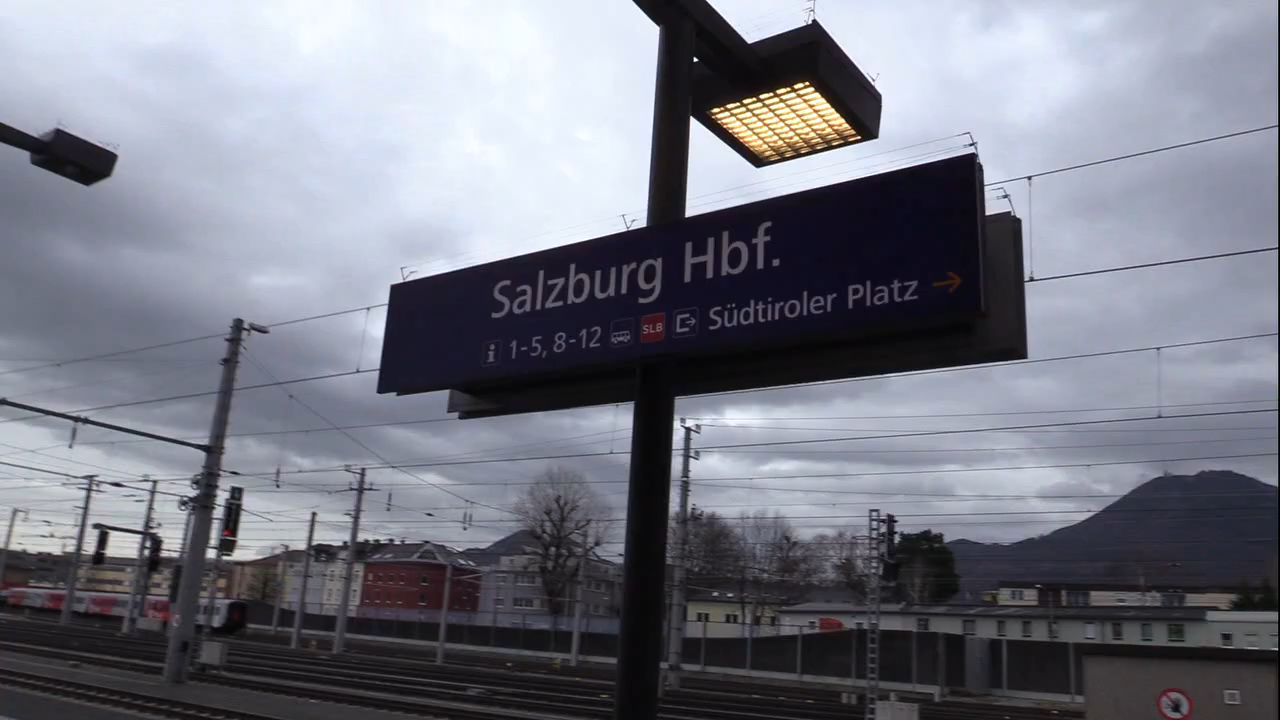 Salzburg Hbf.
i 1-5, 8-12 SLB Südtiroler Platz →